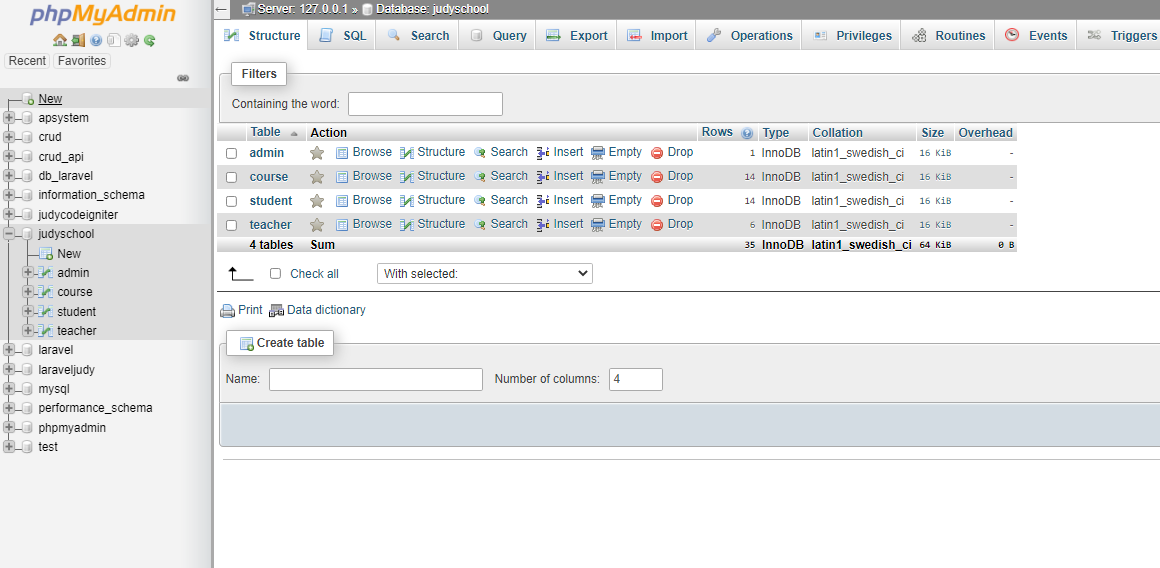 phpMyAdmin
Recent Favorites
New
apsystem
crud
crud_api
db_laravel
information_schema
judycodeigniter
judyschool
New
admin
course
student
teacher
laravel
laraveljudy
mysql
performance_schema
phpmyadmin
test
Server: 127.0.0.1 » Database: judyschool
Structure SQL Search Query Export Import Operations Privileges Routines Events Triggers
Filters
Containing the word:
Table Action Rows Type Collation Size Overhead
admin Browse Structure Search Insert Empty Drop 1 InnoDB latin1_swedish_ci 16 KiB -
course Browse Structure Search Insert Empty Drop 14 InnoDB latin1_swedish_ci 16 KiB -
student Browse Structure Search Insert Empty Drop 14 InnoDB latin1_swedish_ci 16 KiB -
teacher Browse Structure Search Insert Empty Drop 6 InnoDB latin1_swedish_ci 16 KiB -
4 tables Sum 35 InnoDB latin1_swedish_ci 64 KiB 0 B
Check all With selected:
Print Data dictionary
Create table
Name: Number of columns: 4